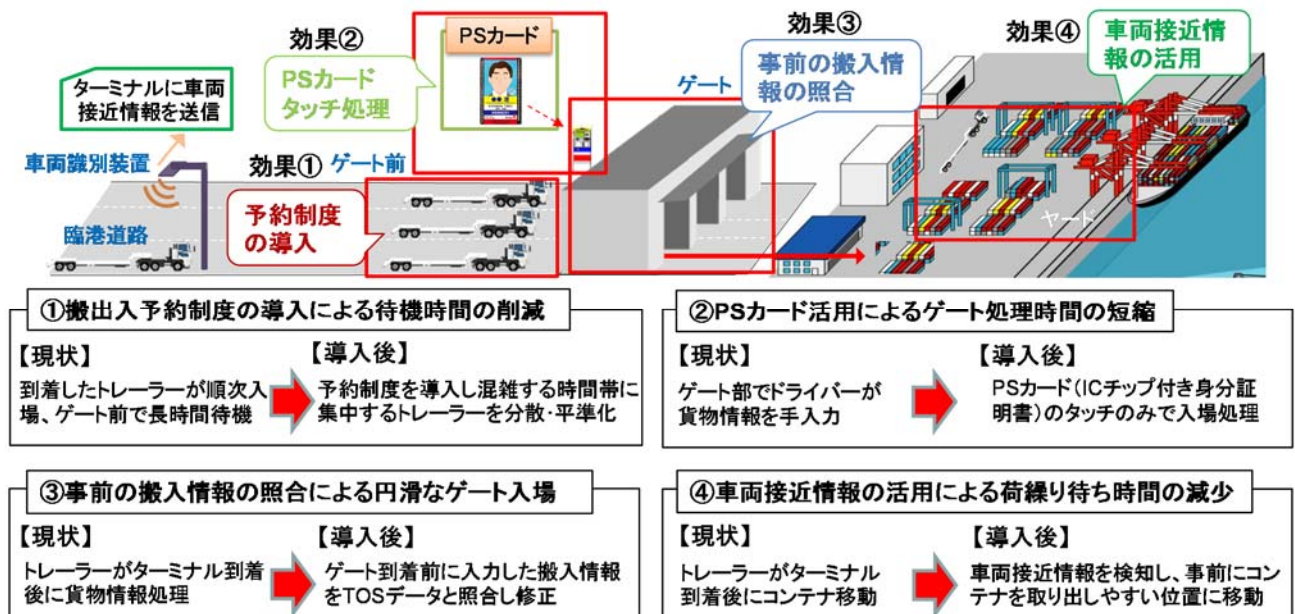 効果②
PSカード
効果③
効果④
車両接近情
報の活用
ターミナルに車両
接近情報を送信
PSカード
タッチ処理
ゲート
事前の搬入情
報の照合
車両識別装置
効果①
ゲート前
予約制度
の導入
臨港道路
ヤード
①搬出入予約制度の導入による待機時間の削減
【現状】
到着したトレーラーが順次入
場、ゲート前で長時間待機
【導入後】
予約制度を導入し混雑する時間帯に
集中するトレーラーを分散・平準化
②PSカード活用によるゲート処理時間の短縮
【現状】
ゲート部でドライバーが
貨物情報を手入力
【導入後】
PSカード(ICチップ付き身分証
明書)のタッチのみで入場処理
③事前の搬入情報の照合による円滑なゲート入場
【現状】
トレーラーがターミナル到着
後に貨物情報処理
【導入後】
ゲート到着前に入力した搬入情報
をTOSデータと照合し修正
④車両接近情報の活用による荷繰り待ち時間の減少
【現状】
トレーラーがターミナル
到着後にコンテナ移動
【導入後】
車両接近情報を検知し、事前にコン
テナを取り出しやすい位置に移動